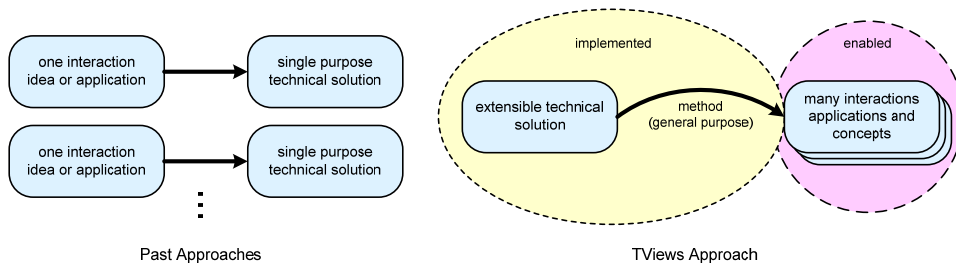 one interaction
idea or application
single purpose
technical solution
one interaction
idea or application
single purpose
technical solution
Past Approaches
implemented
extensible technical
solution
method
(general purpose)
enabled
many interactions
applications and
concepts
TViews Approach